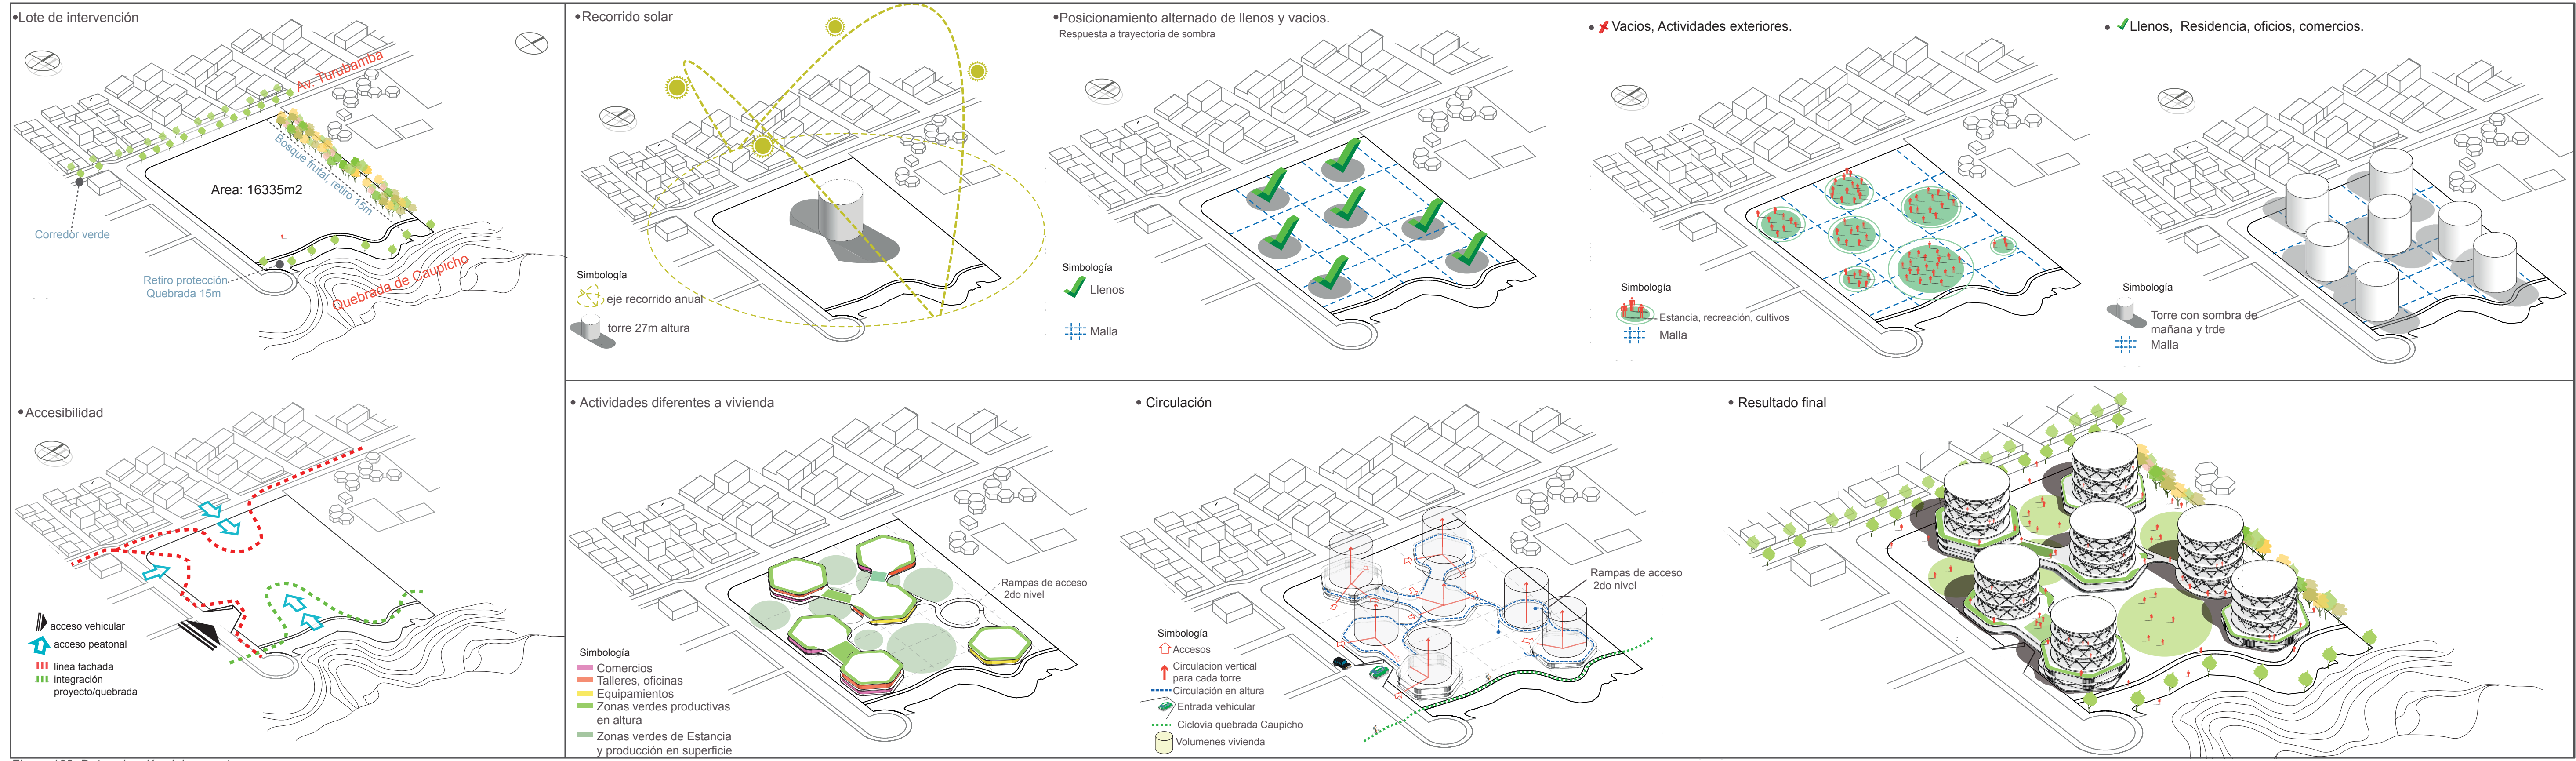 •Lote de intervención
Av. Turubamba
Bosque frutal, retiro 15m
Area: 16335m2
Corredor verde
Retiro protección
Quebrada 15m
Quebrada de Caupicho
•Recorrido solar
Simbología
eje recorrido anual
torre 27m altura
•Posicionamiento alternado de llenos y vacios.
Respuesta a trayectoria de sombra
Simbología
Llenos
Malla
• Vacios, Actividades exteriores.
Simbología
Estancia, recreación, cultivos
Malla
• Llenos, Residencia, oficios, comercios.
Simbología
Torre con sombra de
mañana y trde
Malla
•Accesibilidad
acceso vehicular
acceso peatonal
linea fachada
integración
proyecto/quebrada
• Actividades diferentes a vivienda
Rampas de acceso
2do nivel
Simbología
Comercios
Talleres, oficinas
Equipamientos
Zonas verdes productivas
en altura
Zonas verdes de Estancia
y producción en superficie
• Circulación
Rampas de acceso
2do nivel
Simbología
Accesos
Circulacion vertical
para cada torre
Circulación en altura
Entrada vehicular
Ciclovia quebrada Caupicho
Volumenes vivienda
• Resultado final